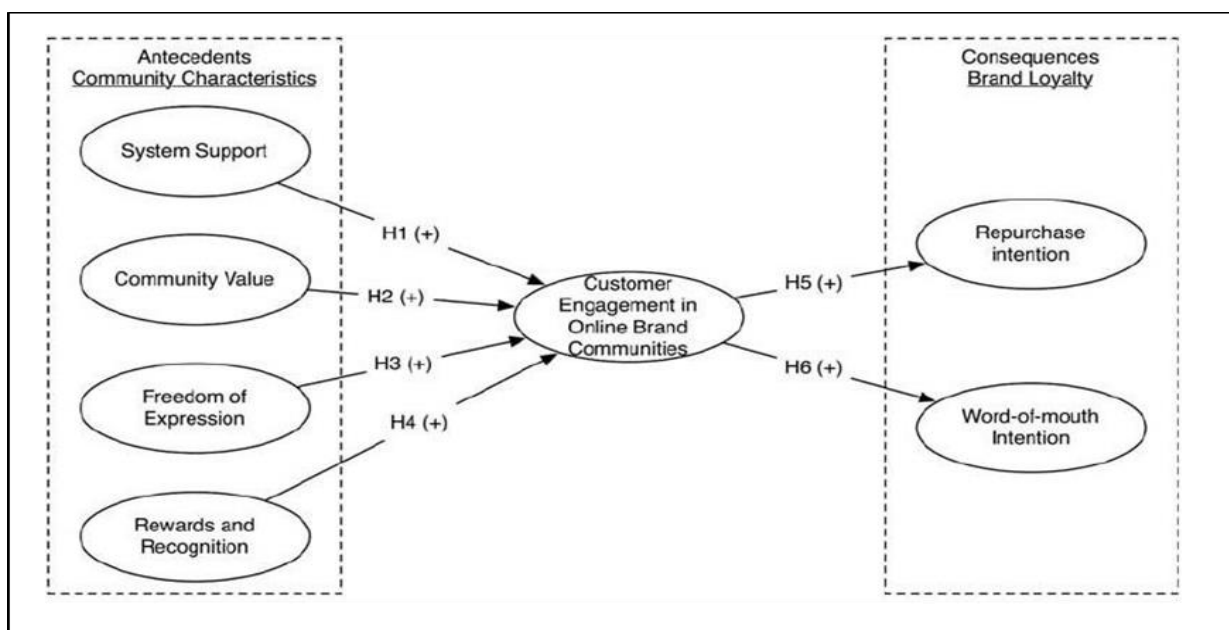 Antecedents
Community Characteristics
System Support
Community Value
Freedom of
Expression
Rewards and
Recognition
H1 (+)
H2 (+)
H3 (+)
H4 (+)
Customer
Engagement in
Online Brand
Communities
H5 (+)
H6 (+)
Consequences
Brand Loyalty
Repurchase
intention
Word-of-mouth
Intention